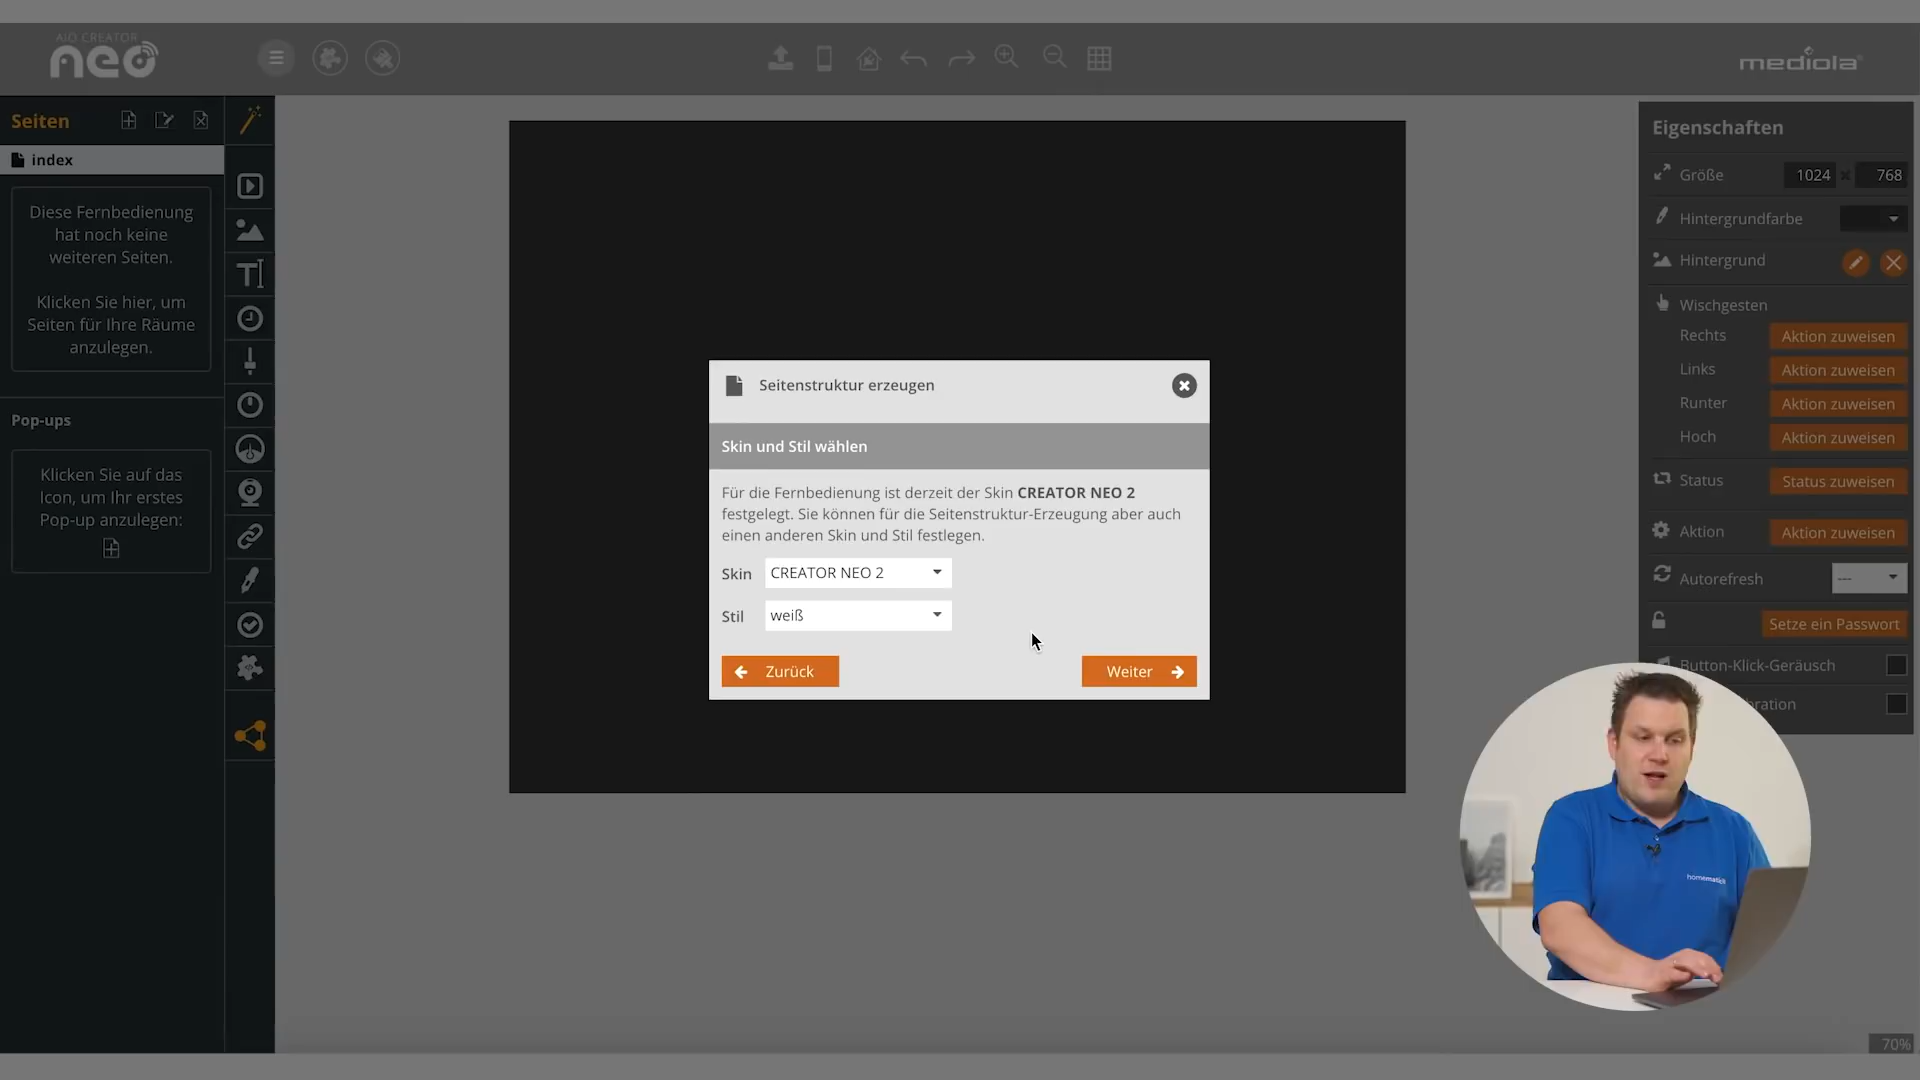 AIO CREATOR
neo
mediola
Seiten
index
Diese Fernbedienung
hat noch keine
weiteren Seiten.
Klicken Sie hier, um
Seiten für Ihre Räume
anzulegen.
Pop-ups
Klicken Sie auf das
Icon, um Ihr erstes
Pop-up anzulegen:
Seitenstruktur erzeugen
Skin und Stil wählen
Für die Fernbedienung ist derzeit der Skin CREATOR NEO 2
festgelegt. Sie können für die Seitenstruktur-Erzeugung aber auch
einen anderen Skin und Stil festlegen.
Skin CREATOR NEO 2
Stil weiß
Zurück
Weiter
Eigenschaften
Größe 1024 x 768
Hintergrundfarbe
Hintergrund
Wischgesten
Rechts Aktion zuweisen
Links Aktion zuweisen
Runter Aktion zuweisen
Hoch Aktion zuweisen
Status Status zuweisen
Aktion Aktion zuweisen
Autorefresh ---
Setze ein Passwort
Button-Klick-Geräusch
70%